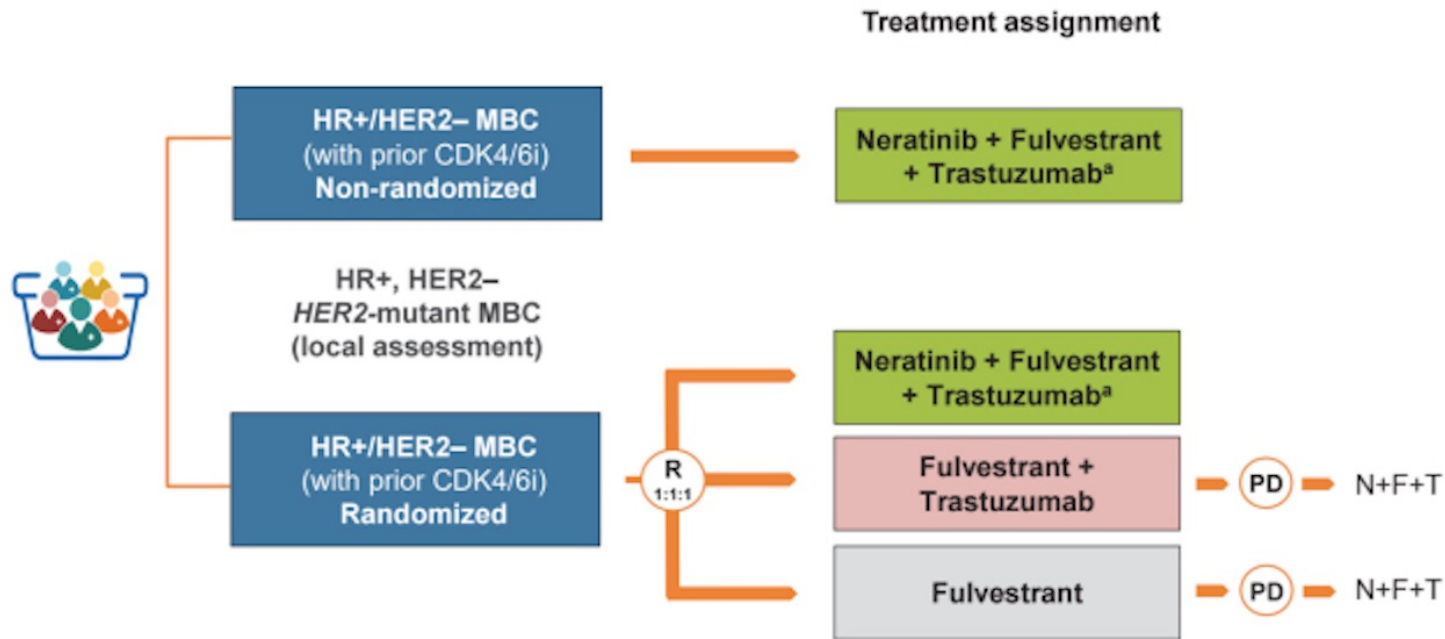 Treatment assignment
HR+/HER2– MBC
(with prior CDK4/6i)
Non-randomized
Neratinib + Fulvestrant
+ Trastuzumabᵃ
HR+, HER2–
HER2-mutant MBC
(local assessment)
HR+/HER2– MBC
(with prior CDK4/6i)
Randomized
R
1:1:1
Neratinib + Fulvestrant
+ Trastuzumabᵃ
Fulvestrant +
Trastuzumab
PD
N+F+T
Fulvestrant
PD
N+F+T